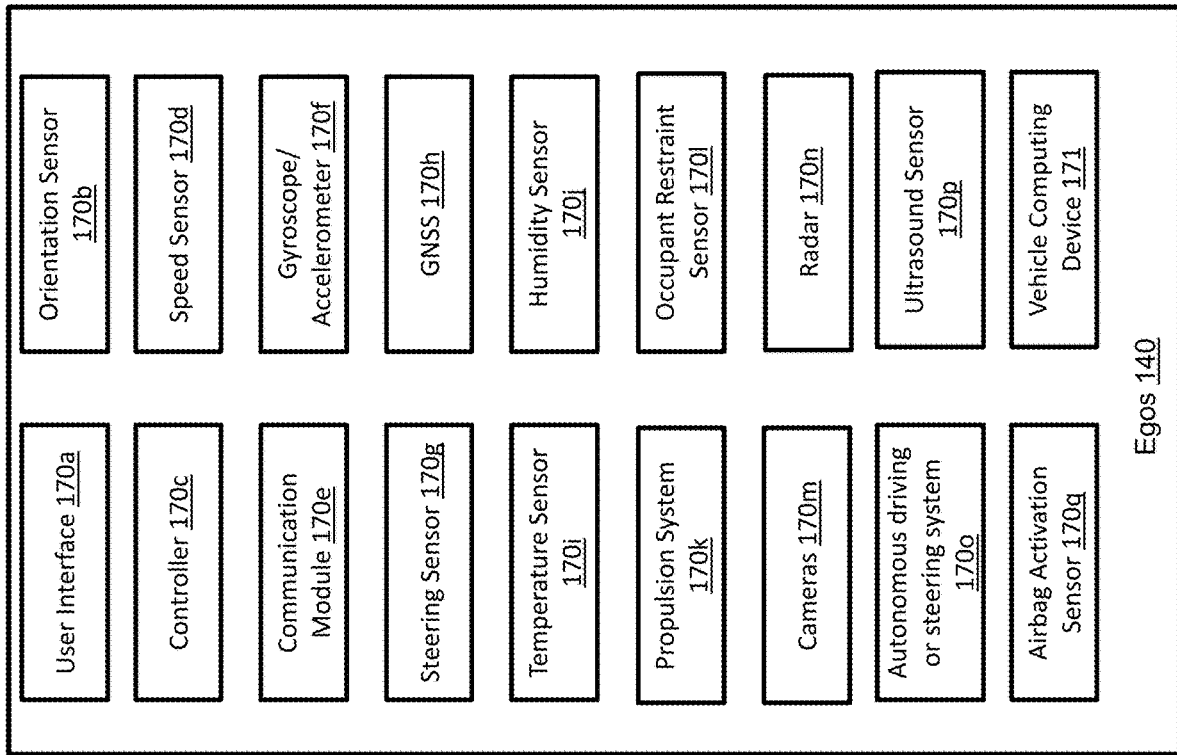 User Interface 170a
Orientation Sensor
170b
Controller 170c
Speed Sensor 170d
Communication
Module 170e
Gyroscope/
Accelerometer 170f
Steering Sensor 170g
GNSS 170h
Temperature Sensor
170i
Humidity Sensor
170j
Propulsion System
170k
Occupant Restraint
Sensor 170l
Cameras 170m
Radar 170n
Autonomous driving
or steering system
170o
Ultrasound Sensor
170p
Airbag Activation
Sensor 170q
Vehicle Computing
Device 171
Egos 140